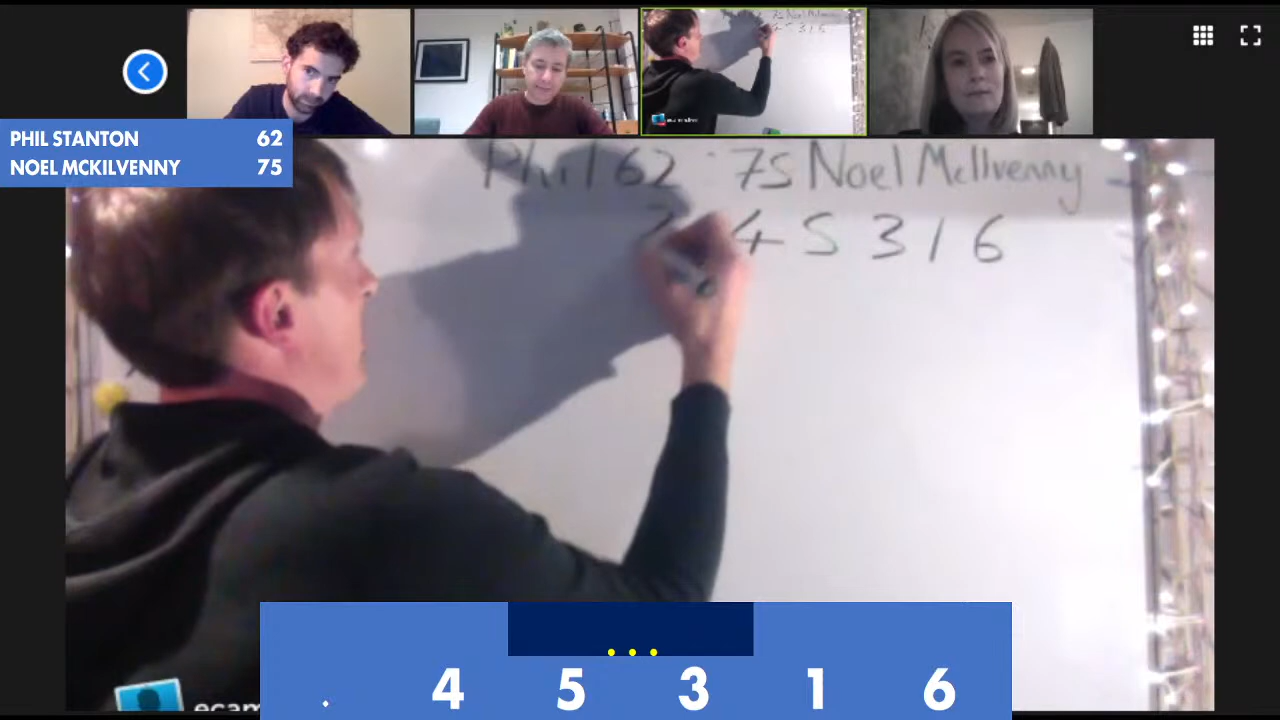 PHIL STANTON 62
NOEL MCKILVENNY 75
Phil 62 : 75 Noel McIlvenny
4 5 3 1 6
...
. 4 5 3 1 6
ecam